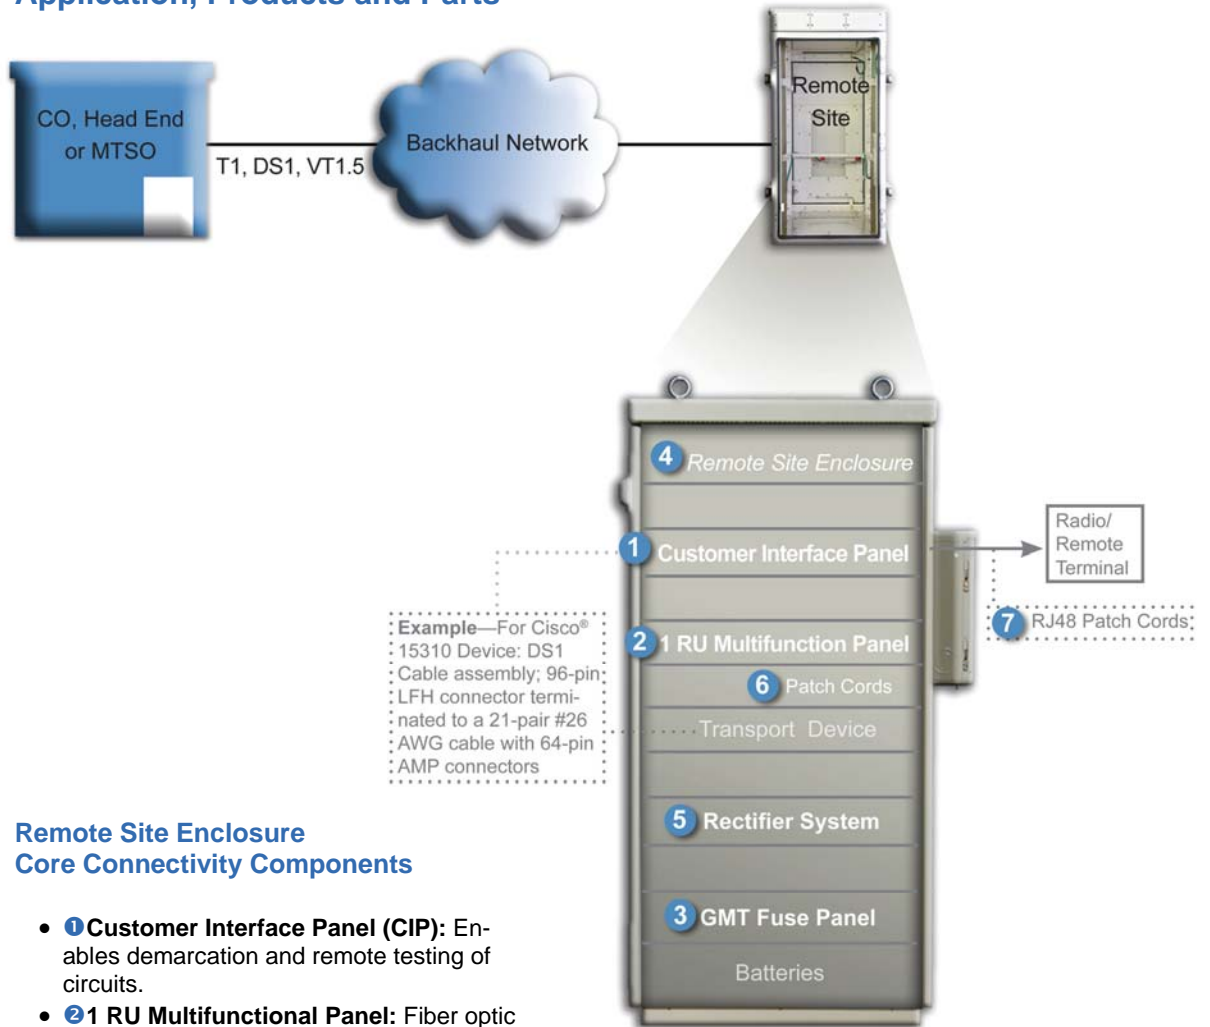 Application, Products and Parts
CO, Head End
or MTSO
T1, DS1, VT1.5
Backhaul Network
Remote
Site
4 Remote Site Enclosure
1 Customer Interface Panel
Radio/
Remote
Terminal
7 RJ48 Patch Cords
Example—For Cisco®
15310 Device: DS1
Cable assembly; 96-pin
LFH connector termi-
nated to a 21-pair #26
AWG cable with 64-pin
AMP connectors
2 1 RU Multifunction Panel
6 Patch Cords
Transport Device
5 Rectifier System
3 GMT Fuse Panel
Batteries
Remote Site Enclosure
Core Connectivity Components
• ❶Customer Interface Panel (CIP): En-
ables demarcation and remote testing of
circuits.
• ❷1 RU Multifunctional Panel: Fiber optic